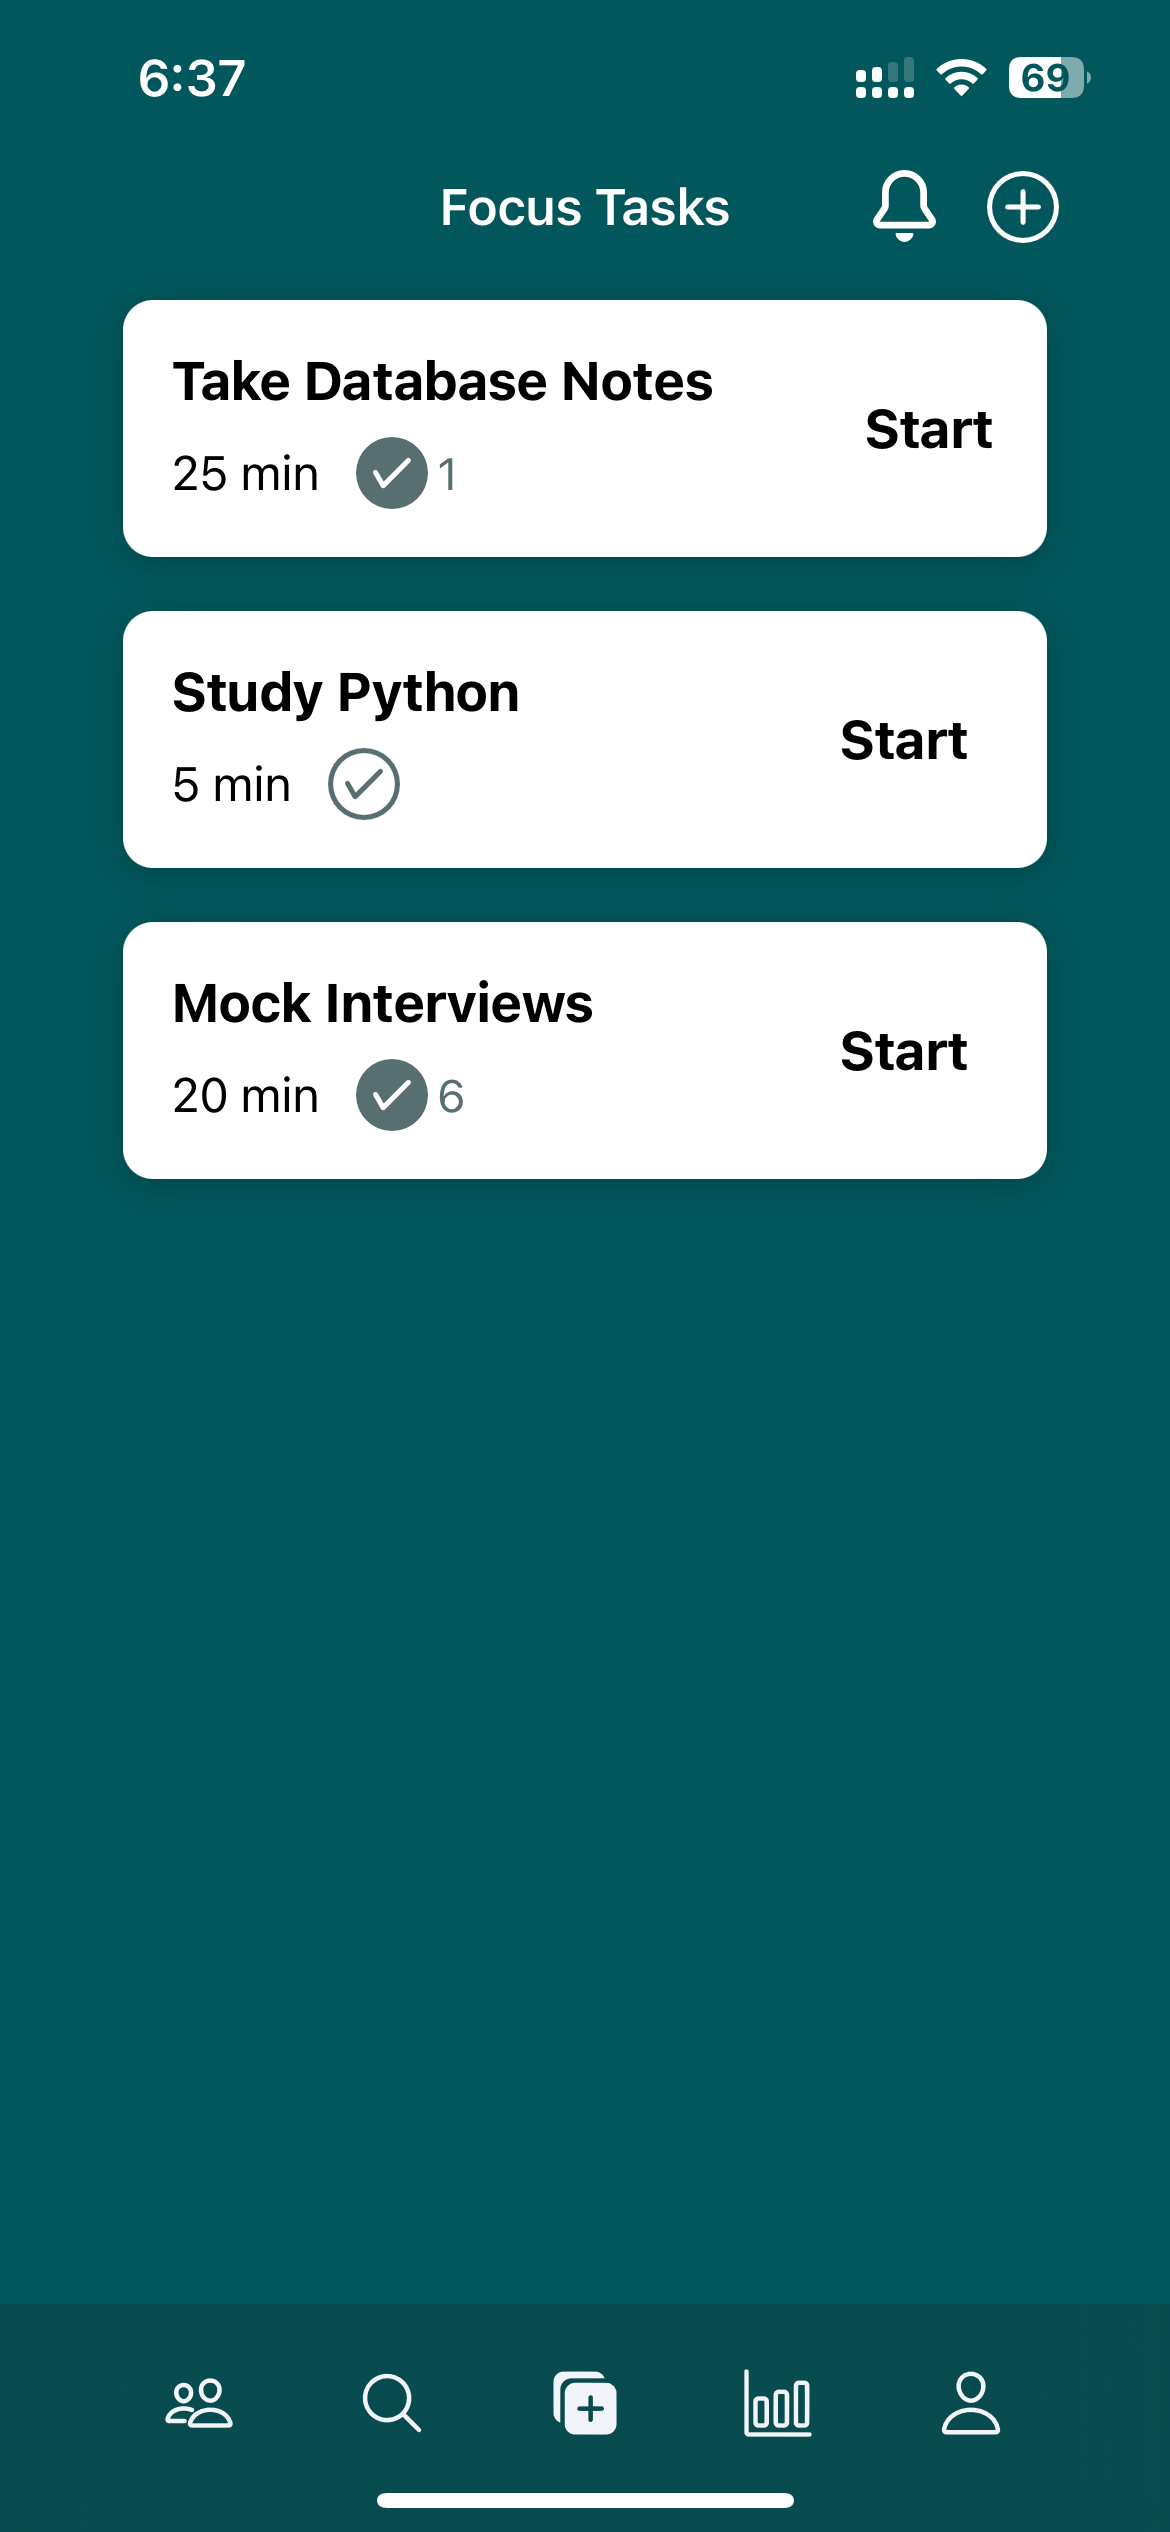 6:37
69
Focus Tasks
Take Database Notes
Start
25 min 1
Study Python
Start
5 min
Mock Interviews
Start
20 min 6